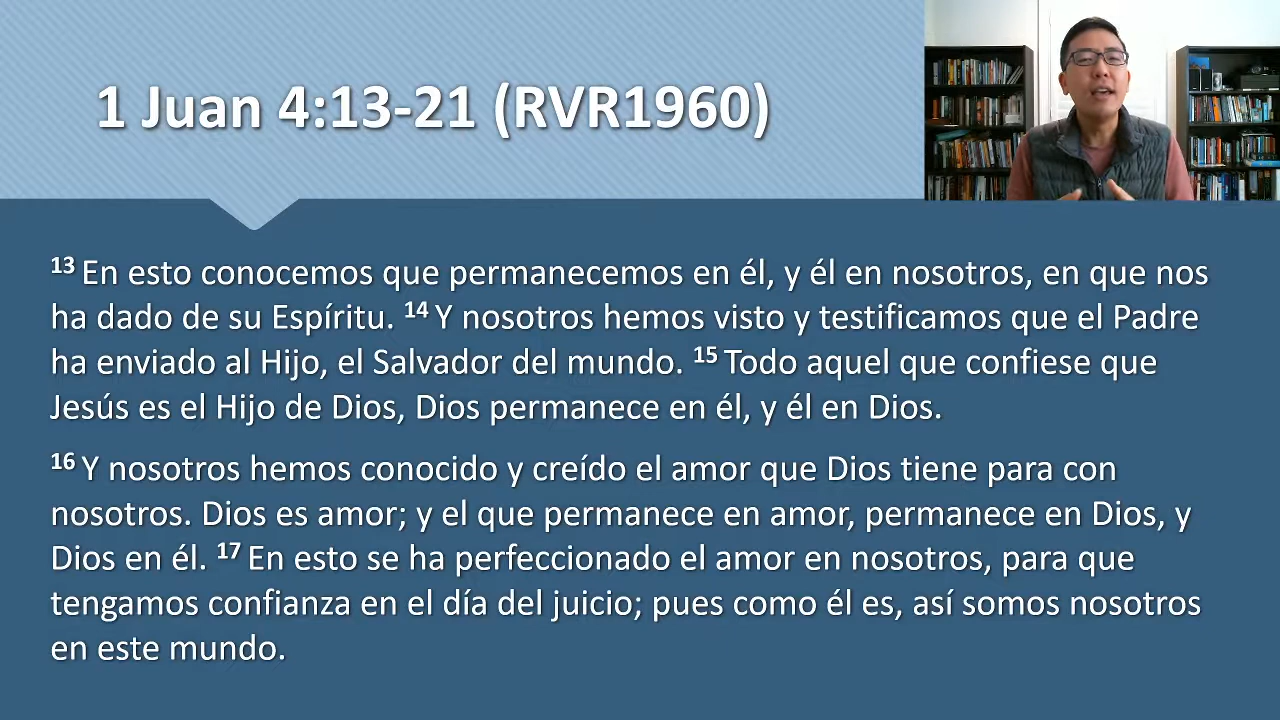 1 Juan 4:13-21 (RVR1960)
13 En esto conocemos que permanecemos en él, y él en nosotros, en que nos
ha dado de su Espíritu. 14 Y nosotros hemos visto y testificamos que el Padre
ha enviado al Hijo, el Salvador del mundo. 15 Todo aquel que confiese que
Jesús es el Hijo de Dios, Dios permanece en él, y él en Dios.
16 Y nosotros hemos conocido y creído el amor que Dios tiene para con
nosotros. Dios es amor; y el que permanece en amor, permanece en Dios, y
Dios en él. 17 En esto se ha perfeccionado el amor en nosotros, para que
tengamos confianza en el día del juicio; pues como él es, así somos nosotros
en este mundo.